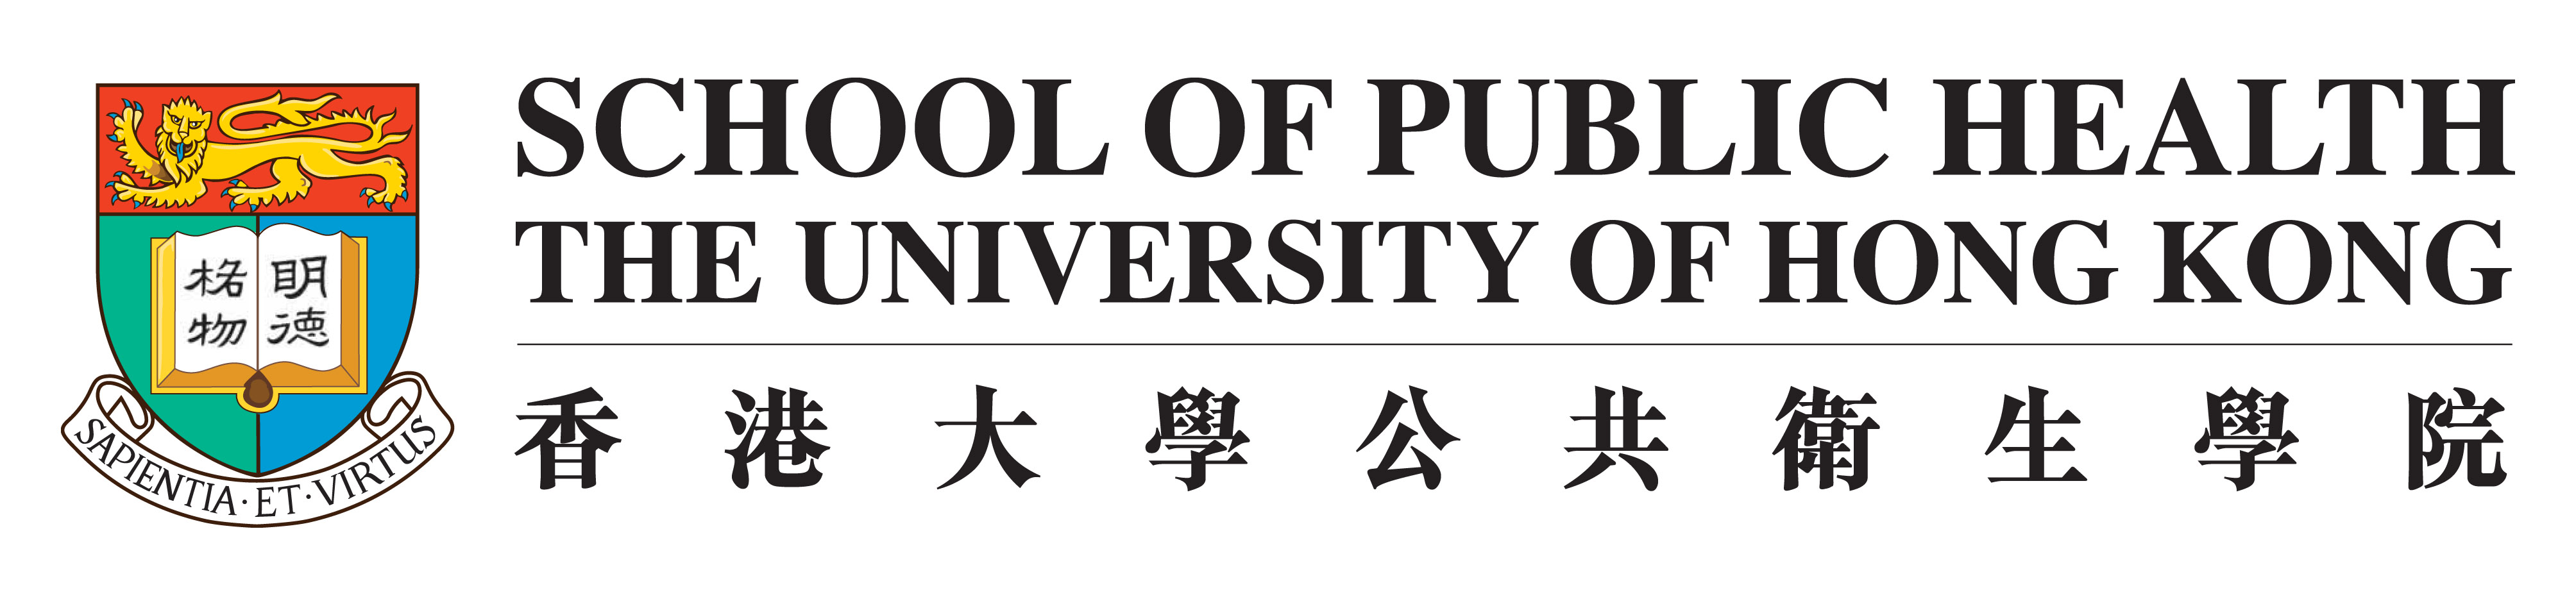 SCHOOL OF PUBLIC HEALTH
THE UNIVERSITY OF HONG KONG
香港大學公共衛生學院
明德
格物
SAPIENTIA·ET·VIRTUS